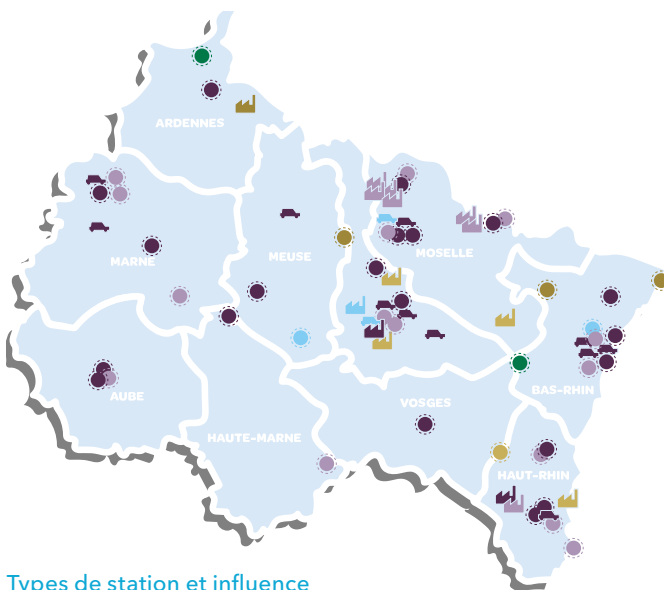 ARDENNES
MARNE
MEUSE
MOSELLE
AUBE
HAUTE-MARNE
VOSGES
BAS-RHIN
HAUT-RHIN
Types de station et influence